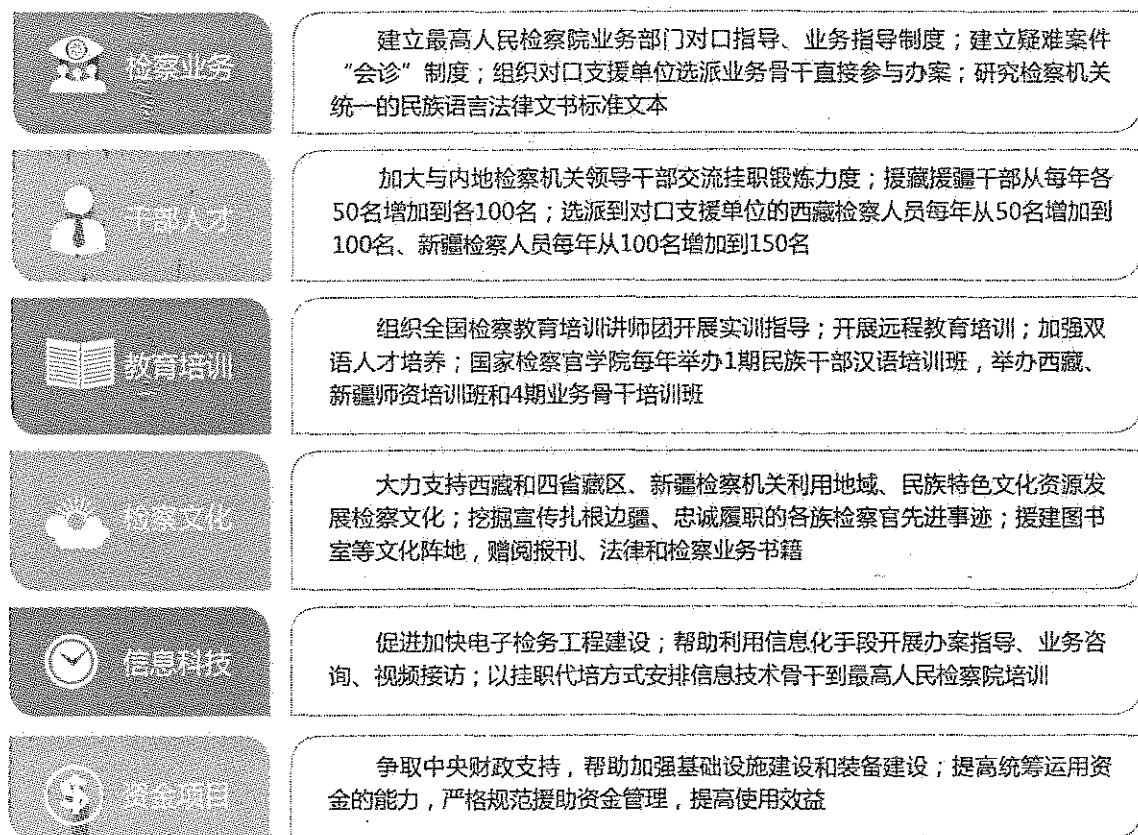 检察业务
建立最高人民检察院业务部门对口指导、业务指导制度；建立疑难案件
“会诊”制度；组织对口支援单位选派业务骨干直接参与办案；研究检察机关
统一的民族语言法律文书标准文本
干部人才
加大与内地检察机关领导干部交流挂职锻炼力度；援藏援疆干部从每年各
50名增加到各100名；选派到对口支援单位的西藏检察人员每年从50名增加到
100名、新疆检察人员每年从100名增加到150名
教育培训
组织全国检察教育培训讲师团开展实训指导；开展远程教育培训；加强双
语人才培养；国家检察官学院每年举办1期民族干部汉语培训班，举办西藏、
新疆师资培训班和4期业务骨干培训班
检察文化
大力支持西藏和四省藏区、新疆检察机关利用地域、民族特色文化资源发
展检察文化；挖掘宣传扎根边疆、忠诚履职的各族检察官先进事迹；援建图书
室等文化阵地，赠阅报刊、法律和检察业务书籍
信息科技
促进加快电子检务工程建设；帮助利用信息化手段开展办案指导、业务咨
询、视频接访；以挂职代培方式安排信息技术骨干到最高人民检察院培训
资金项目
争取中央财政支持，帮助加强基础设施建设和装备建设；提高统筹运用资
金的能力，严格规范援助资金管理，提高使用效益